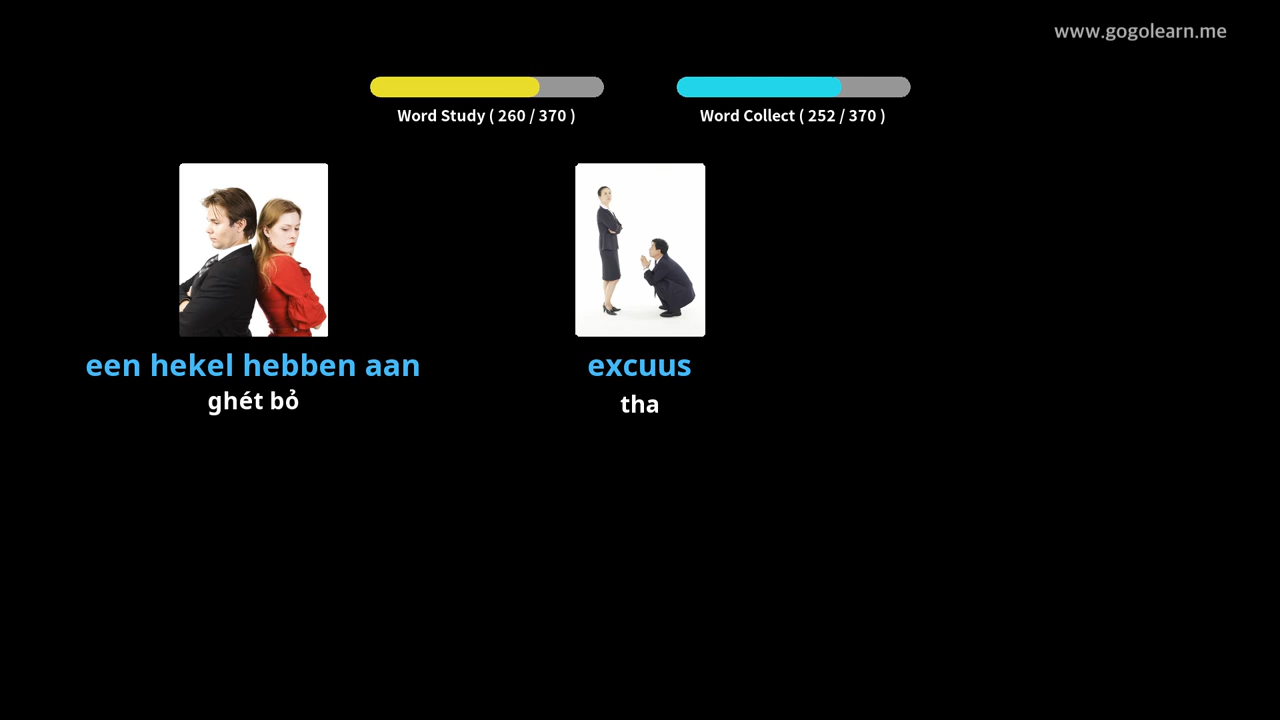 www.gogolearn.me
Word Study ( 260 / 370 )
Word Collect ( 252 / 370 )
een hekel hebben aan
ghét bỏ
excuus
tha